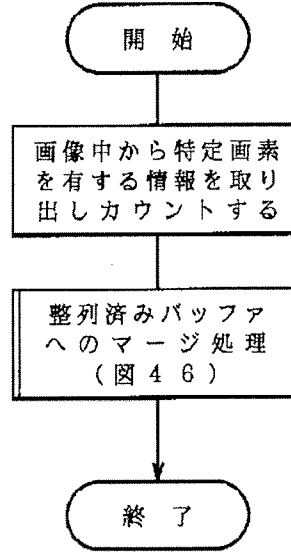 開始
画像中から特定画素
を有する情報を取り
出しカウントする
整列済みバッファ
へのマージ処理
(図46)
終了